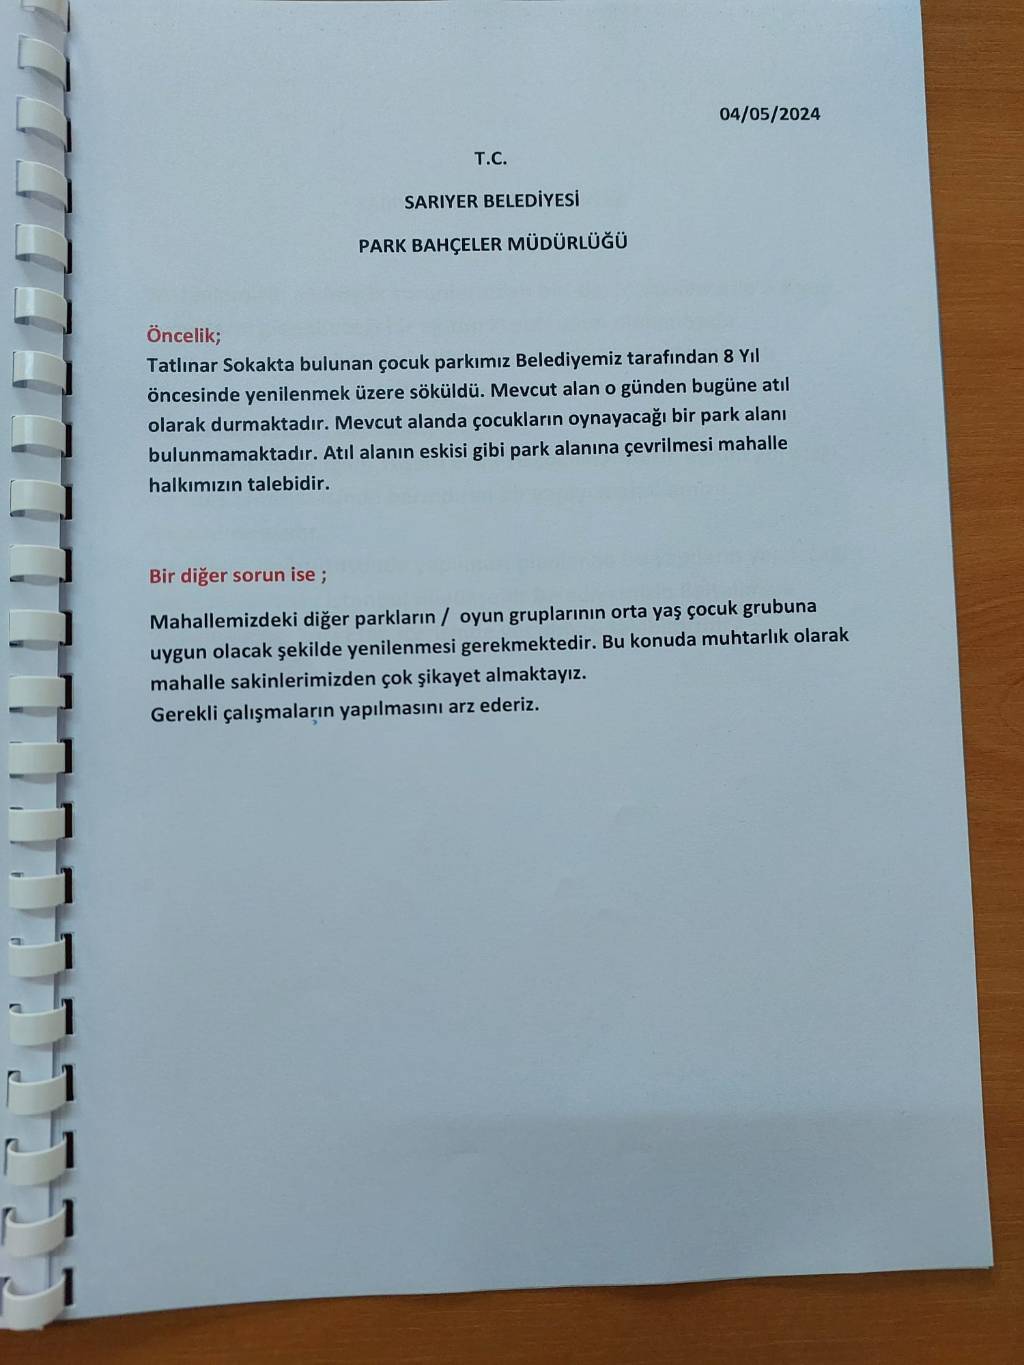 04/05/2024
T.C.
SARIYER BELEDİYESİ
PARK BAHÇELER MÜDÜRLÜĞÜ
Öncelik;
Tatlınar Sokakta bulunan çocuk parkımız Belediyemiz tarafından 8 Yıl
öncesinde yenilenmek üzere söküldü. Mevcut alan o günden bugüne atıl
olarak durmaktadır. Mevcut alanda çocukların oynayacağı bir park alanı
bulunmamaktadır. Atıl alanın eskisi gibi park alanına çevrilmesi mahalle
halkımızın talebidir.
Bir diğer sorun ise ;
Mahallemizdeki diğer parkların / oyun gruplarının orta yaş çocuk grubuna
uygun olacak şekilde yenilenmesi gerekmektedir. Bu konuda muhtarlık olarak
mahalle sakinlerimizden çok şikayet almaktayız.
Gerekli çalışmaların yapılmasını arz ederiz.